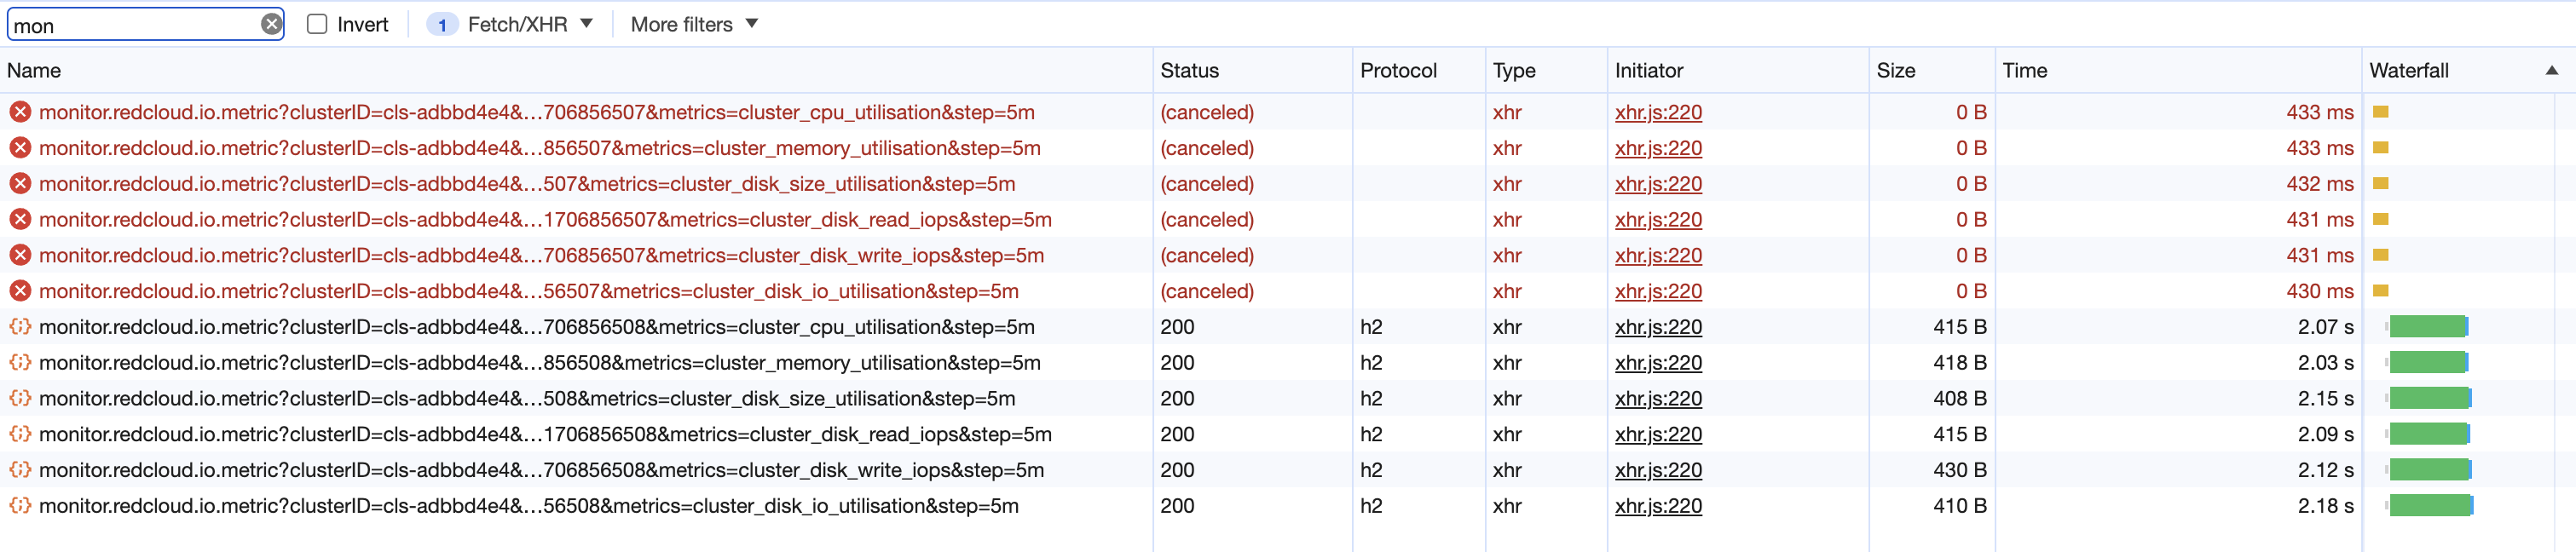 mon Invert 1 Fetch/XHR More filters
Name Status Protocol Type Initiator Size Time Waterfall
monitor.redcloud.io.metric?clusterID=cls-adbbd4e4&...706856507&metrics=cluster_cpu_utilisation&step=5m (canceled) xhr xhr.js:220 0 B 433 ms
monitor.redcloud.io.metric?clusterID=cls-adbbd4e4&...856507&metrics=cluster_memory_utilisation&step=5m (canceled) xhr xhr.js:220 0 B 433 ms
monitor.redcloud.io.metric?clusterID=cls-adbbd4e4&...507&metrics=cluster_disk_size_utilisation&step=5m (canceled) xhr xhr.js:220 0 B 432 ms
monitor.redcloud.io.metric?clusterID=cls-adbbd4e4&...1706856507&metrics=cluster_disk_read_iops&step=5m (canceled) xhr xhr.js:220 0 B 431 ms
monitor.redcloud.io.metric?clusterID=cls-adbbd4e4&...706856507&metrics=cluster_disk_write_iops&step=5m (canceled) xhr xhr.js:220 0 B 431 ms
monitor.redcloud.io.metric?clusterID=cls-adbbd4e4&...56507&metrics=cluster_disk_io_utilisation&step=5m (canceled) xhr xhr.js:220 0 B 430 ms
monitor.redcloud.io.metric?clusterID=cls-adbbd4e4&...706856508&metrics=cluster_cpu_utilisation&step=5m 200 h2 xhr xhr.js:220 415 B 2.07 s
monitor.redcloud.io.metric?clusterID=cls-adbbd4e4&...856508&metrics=cluster_memory_utilisation&step=5m 200 h2 xhr xhr.js:220 418 B 2.03 s
monitor.redcloud.io.metric?clusterID=cls-adbbd4e4&...508&metrics=cluster_disk_size_utilisation&step=5m 200 h2 xhr xhr.js:220 408 B 2.15 s
monitor.redcloud.io.metric?clusterID=cls-adbbd4e4&...1706856508&metrics=cluster_disk_read_iops&step=5m 200 h2 xhr xhr.js:220 415 B 2.09 s
monitor.redcloud.io.metric?clusterID=cls-adbbd4e4&...706856508&metrics=cluster_disk_write_iops&step=5m 200 h2 xhr xhr.js:220 430 B 2.12 s
monitor.redcloud.io.metric?clusterID=cls-adbbd4e4&...56508&metrics=cluster_disk_io_utilisation&step=5m 200 h2 xhr xhr.js:220 410 B 2.18 s